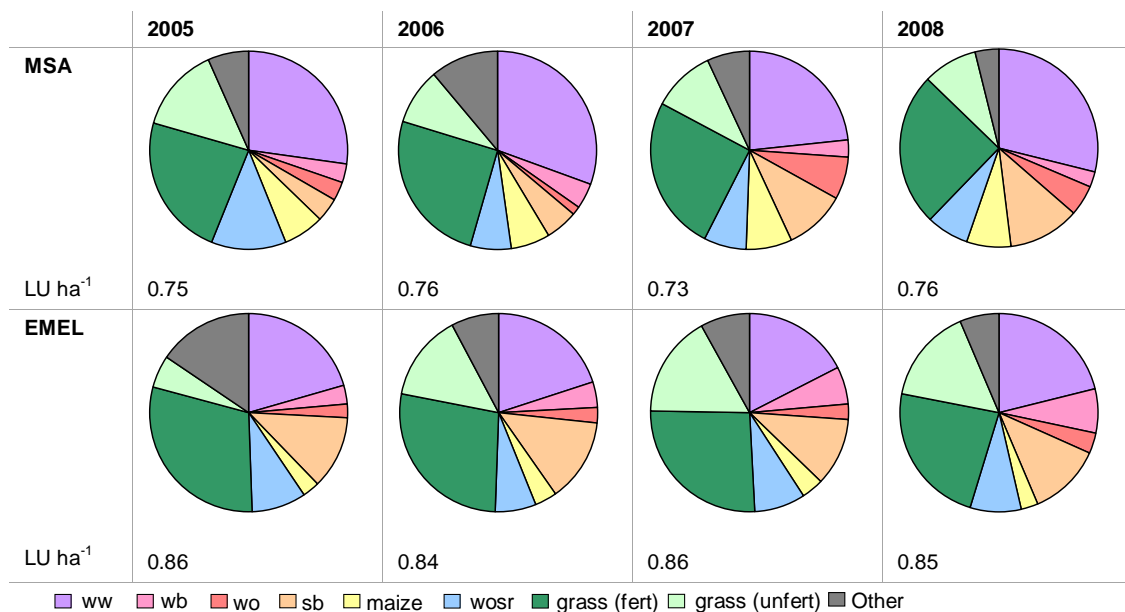 2005 2006 2007 2008
MSA
LU ha⁻¹ 0.75 0.76 0.73 0.76
EMEL
LU ha⁻¹ 0.86 0.84 0.86 0.85
ww wb wo sb maize wosr grass (fert) grass (unfert) Other